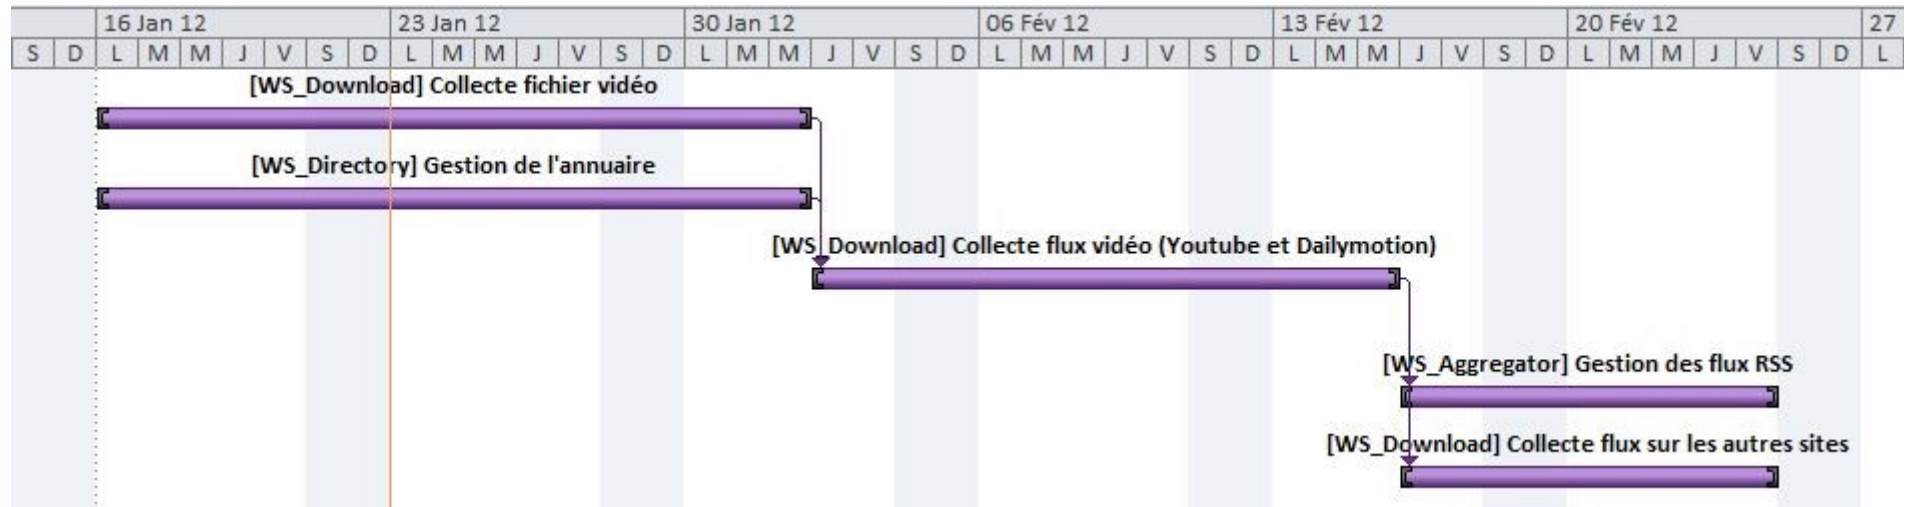 16 Jan 12 23 Jan 12 30 Jan 12 06 Fév 12 13 Fév 12 20 Fév 12 27
S D L M M J V S D L M M J V S D L M M J V S D L M M J V S D L M M J V S D L M M J V S D L
[WS_Download] Collecte fichier vidéo
[WS_Directory] Gestion de l'annuaire
[WS_Download] Collecte flux vidéo (Youtube et Dailymotion)
[WS_Aggregator] Gestion des flux RSS
[WS_Download] Collecte flux sur les autres sites